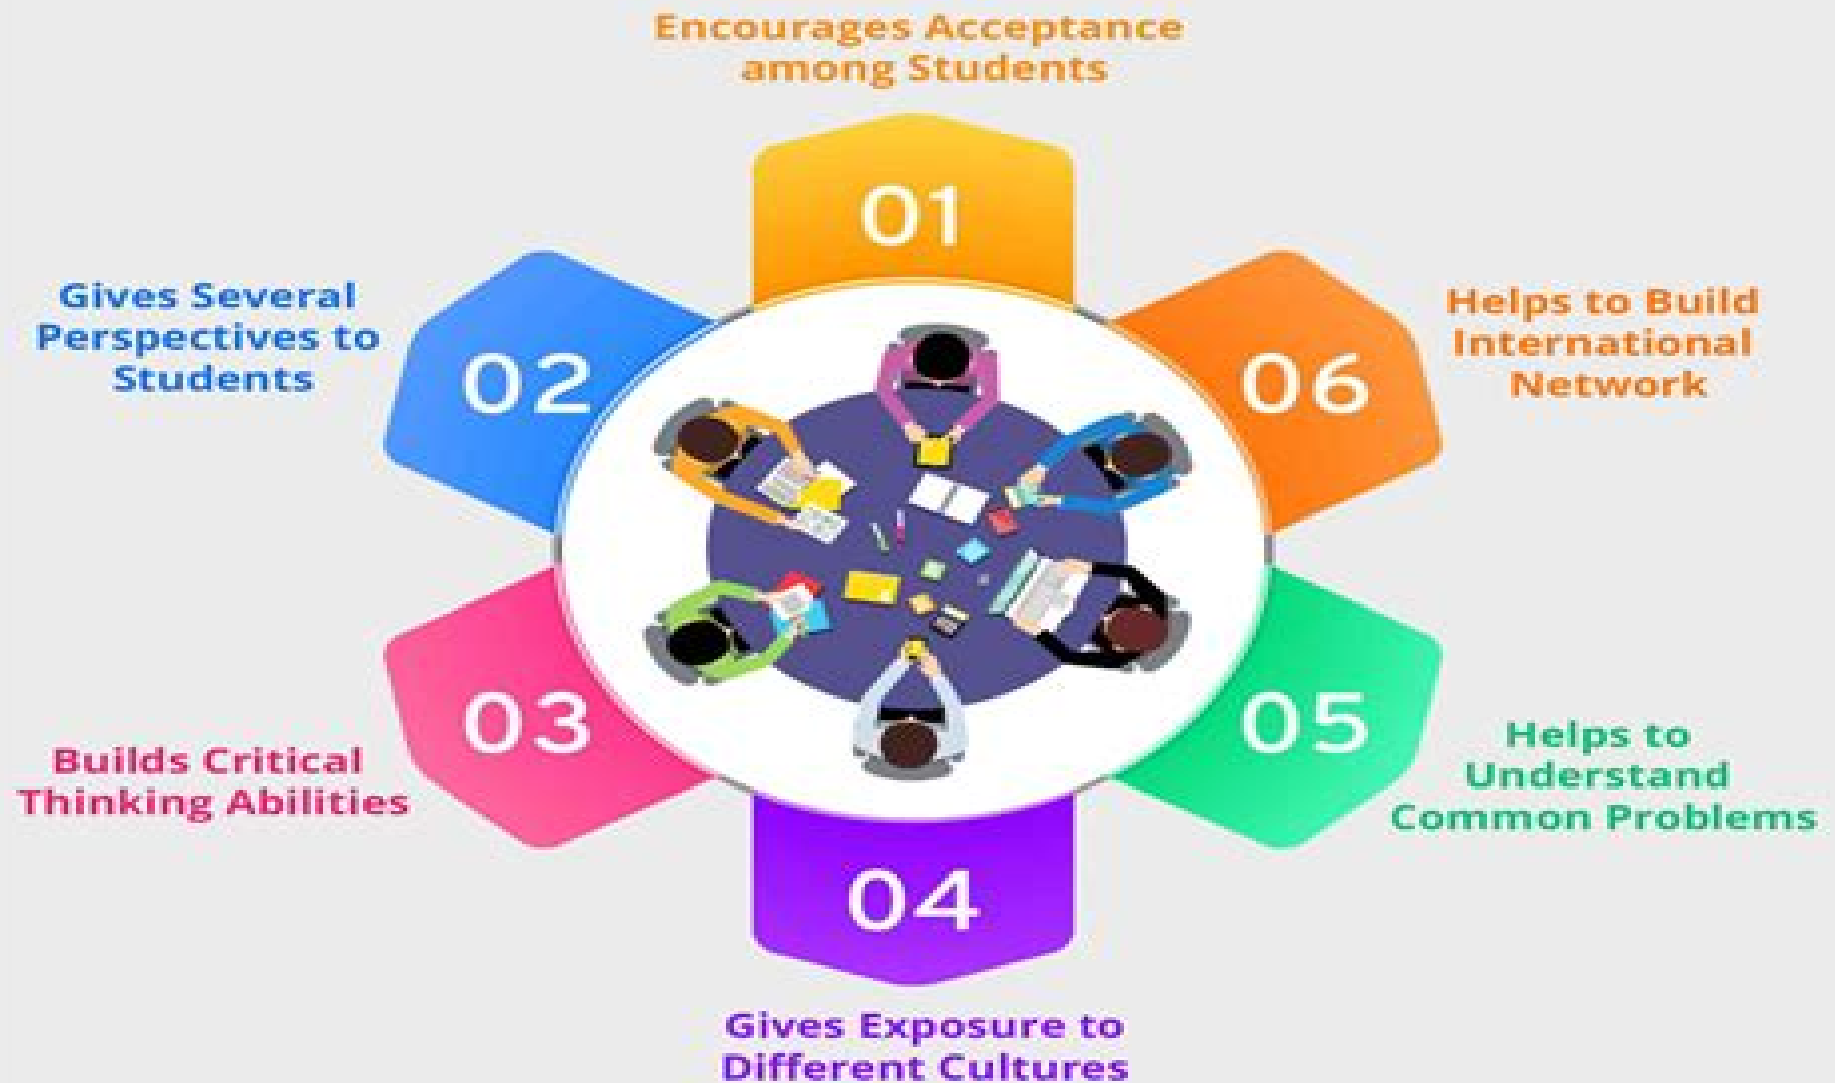 Encourages Acceptance
among Students
01
Gives Several
Perspectives to
Students
02
Builds Critical
Thinking Abilities
03
04
Gives Exposure to
Different Cultures
05
Helps to
Understand
Common Problems
06
Helps to Build
International
Network